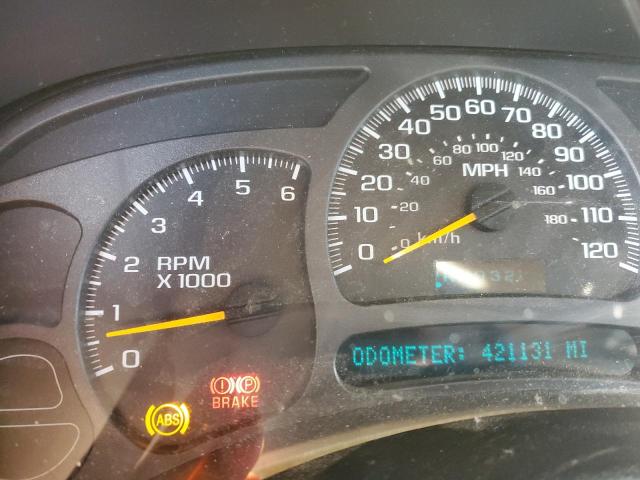 0 1 2 3 4 5 6
RPM
X 1000
0 10 20 30 40 50 60 70 80 90 100 110 120
MPH
0 20 40 60 80 100 120 140 160 180
km/h
ODOMETER: 421131 MI
(!) (P)
BRAKE
ABS